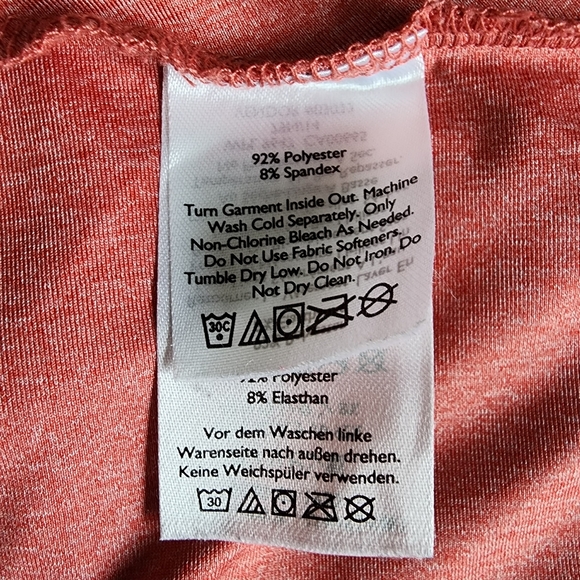 92% Polyester
8% Spandex
Turn Garment Inside Out. Machine
Wash Cold Separately. Only
Non-Chlorine Bleach As Needed.
Do Not Use Fabric Softeners.
Tumble Dry Low. Do Not Iron. Do
Not Dry Clean.
30C
Polyester
8% Elasthan
Vor dem Waschen linke
Warenseite nach außen drehen.
Keine Weichspüler verwenden.
30